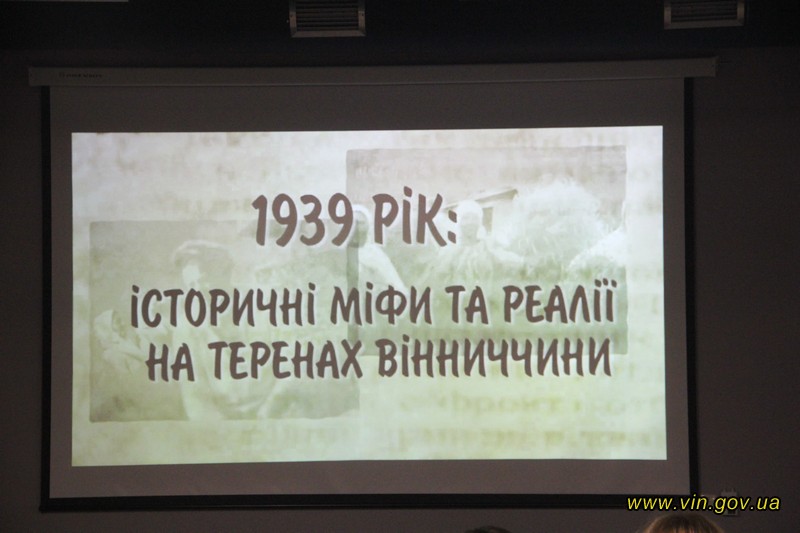 1939 РІК:
ІСТОРИЧНІ МІФИ ТА РЕАЛІЇ
НА ТЕРЕНАХ ВІННИЧЧИНИ
www.vin.gov.ua